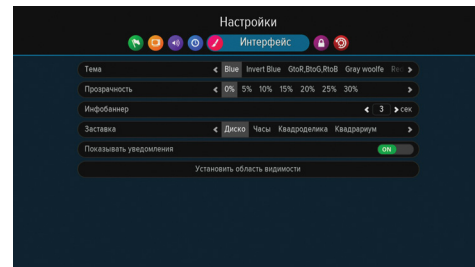 Настройки
Интерфейс
Тема Blue Invert Blue GtoR,BtoG,RtoB Gray woolfe
Прозрачность 0% 5% 10% 15% 20% 25% 30%
Инфобаннер 3 сек
Заставка Диско Часы Квадроделика Квадрариум
Показывать уведомления ON
Установить область видимости